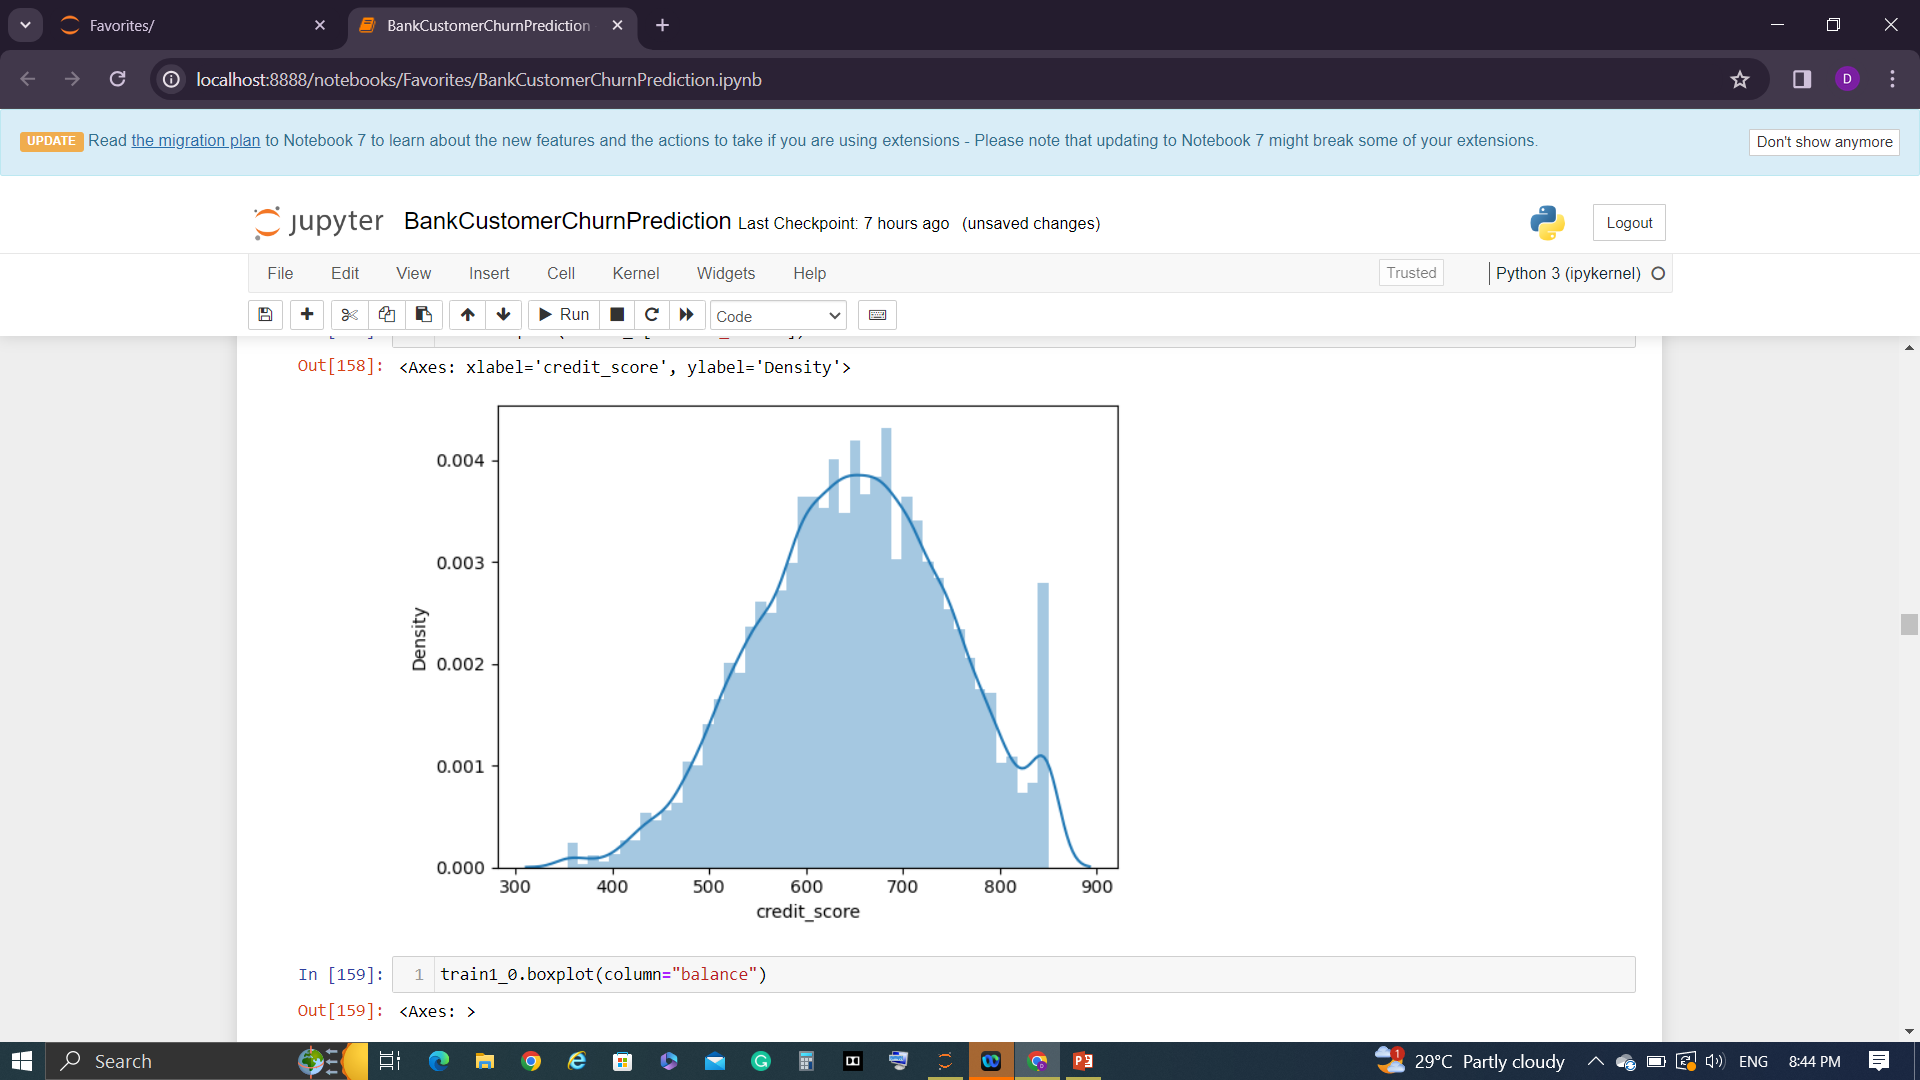 Favorites/
BankCustomerChurnPrediction
localhost:8888/notebooks/Favorites/BankCustomerChurnPrediction.ipynb
D
UPDATE Read the migration plan to Notebook 7 to learn about the new features and the actions to take if you are using extensions - Please note that updating to Notebook 7 might break some of your extensions.
Don't show anymore
jupyter BankCustomerChurnPrediction Last Checkpoint: 7 hours ago (unsaved changes)
Logout
File Edit View Insert Cell Kernel Widgets Help
Trusted
Python 3 (ipykernel)
Run
Code
Out[158]: <Axes: xlabel='credit_score', ylabel='Density'>
0.004
0.003
0.002
0.001
0.000
Density
300 400 500 600 700 800 900
credit_score
In [159]: 1 train1_0.boxplot(column="balance")
Out[159]: <Axes: >
Search
1
29°C Partly cloudy
ENG
8:44 PM